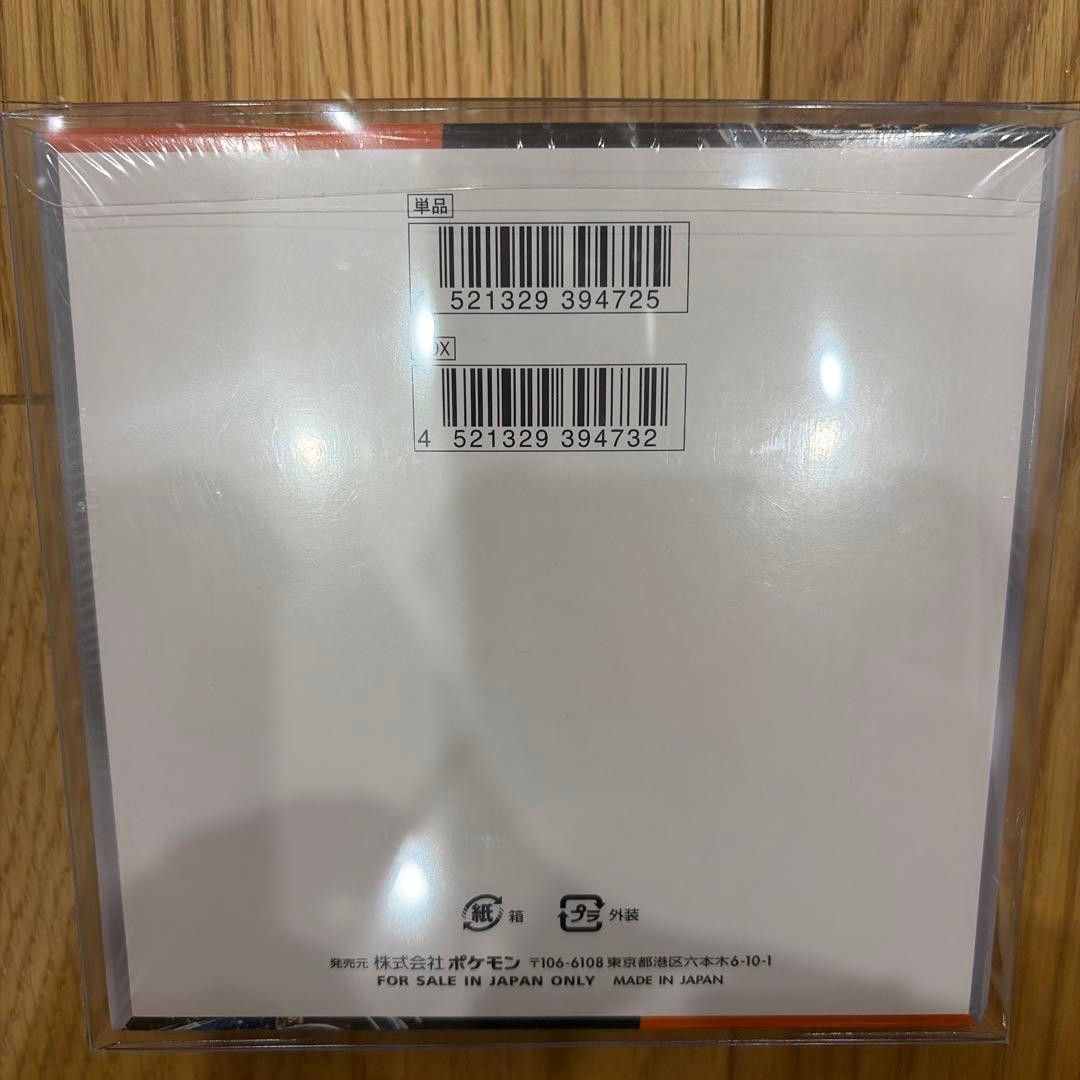 単品
521329 394725
4 521329 394732
紙 箱 プラ 外装
発売元 株式会社 ポケモン 〒106-6108 東京都港区六本木6-10-1
FOR SALE IN JAPAN ONLY MADE IN JAPAN